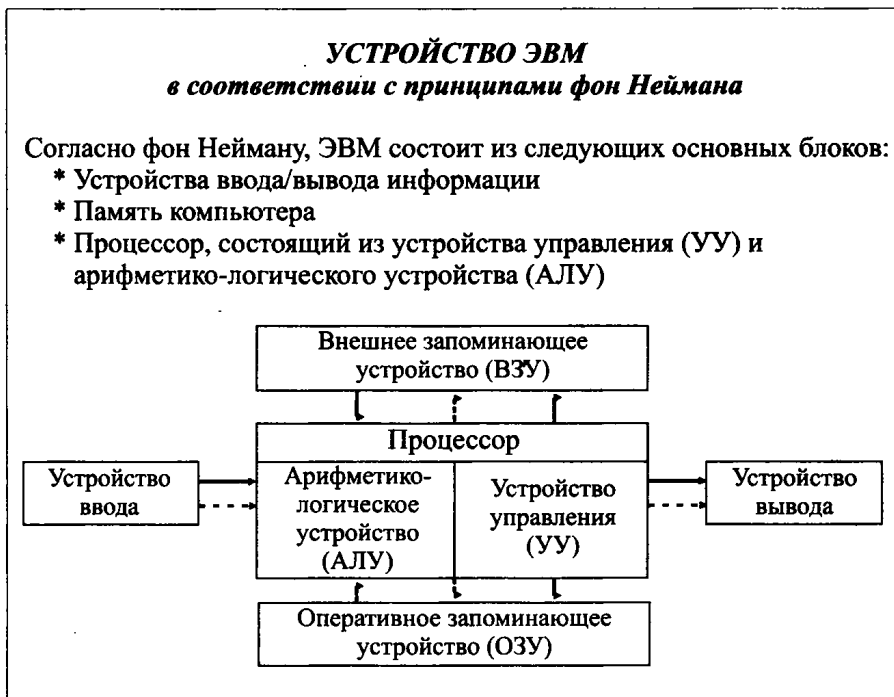 УСТРОЙСТВО ЭВМ
в соответствии с принципами фон Неймана
Согласно фон Нейману, ЭВМ состоит из следующих основных блоков:
* Устройства ввода/вывода информации
* Память компьютера
* Процессор, состоящий из устройства управления (УУ) и
арифметико-логического устройства (АЛУ)
Внешнее запоминающее
устройство (ВЗУ)
Процессор
Устройство
ввода
Арифметико-
логическое
устройство
(АЛУ)
Устройство
управления
(УУ)
Устройство
вывода
Оперативное запоминающее
устройство (ОЗУ)